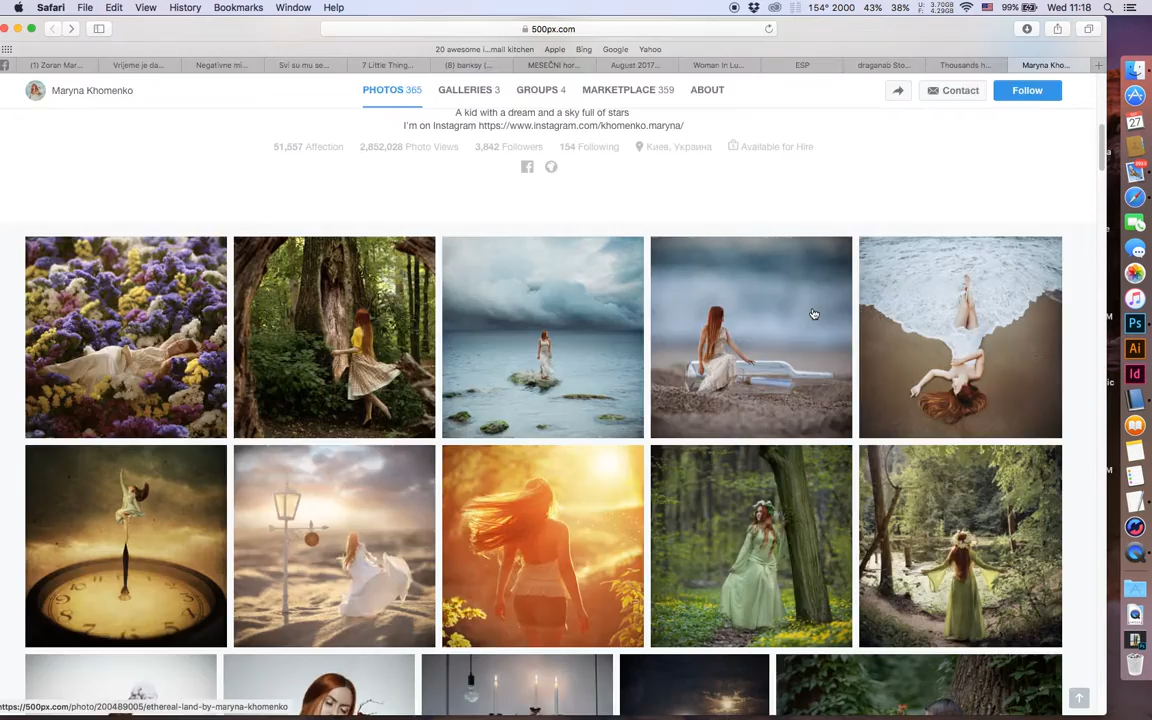 Safari File Edit View History Bookmarks Window Help 154° 2000 43% 38% U: 3.70GB F: 4.29GB 99% Wed 11:18
500px.com
20 awesome i...mail kitchen Apple Bing Google Yahoo
(1) Zoran Mar... Vrijeme je da... Negativne mi... Svi su mu se... 7 Little Thing... (8) banksy (... MESEČNI hor... August 2017... Woman In Lu... ESP draganab Sto... Thousands h... Maryna Kho...
Maryna Khomenko PHOTOS 365 GALLERIES 3 GROUPS 4 MARKETPLACE 359 ABOUT Contact Follow
A kid with a dream and a sky full of stars
I'm on Instagram https://www.instagram.com/khomenko.maryna/
51,557 Affection 2,852,028 Photo Views 3,842 Followers 154 Following Киев, Украина Available for Hire
https://500px.com/photo/200489005/ethereal-land-by-maryna-khomenko